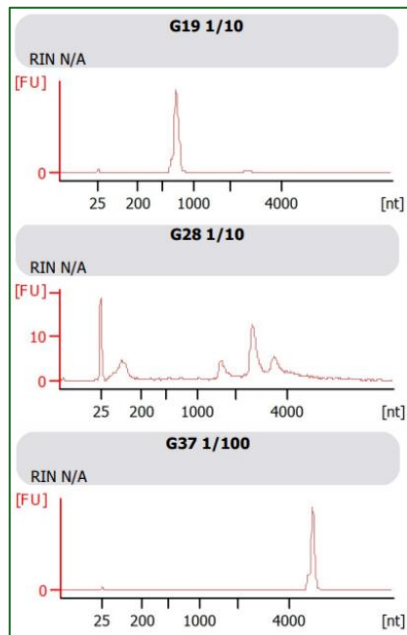 G19 1/10
RIN N/A
[FU]
0
25 200 1000 4000 [nt]
G28 1/10
RIN N/A
[FU]
10
0
25 200 1000 4000 [nt]
G37 1/100
RIN N/A
[FU]
0
25 200 1000 4000 [nt]